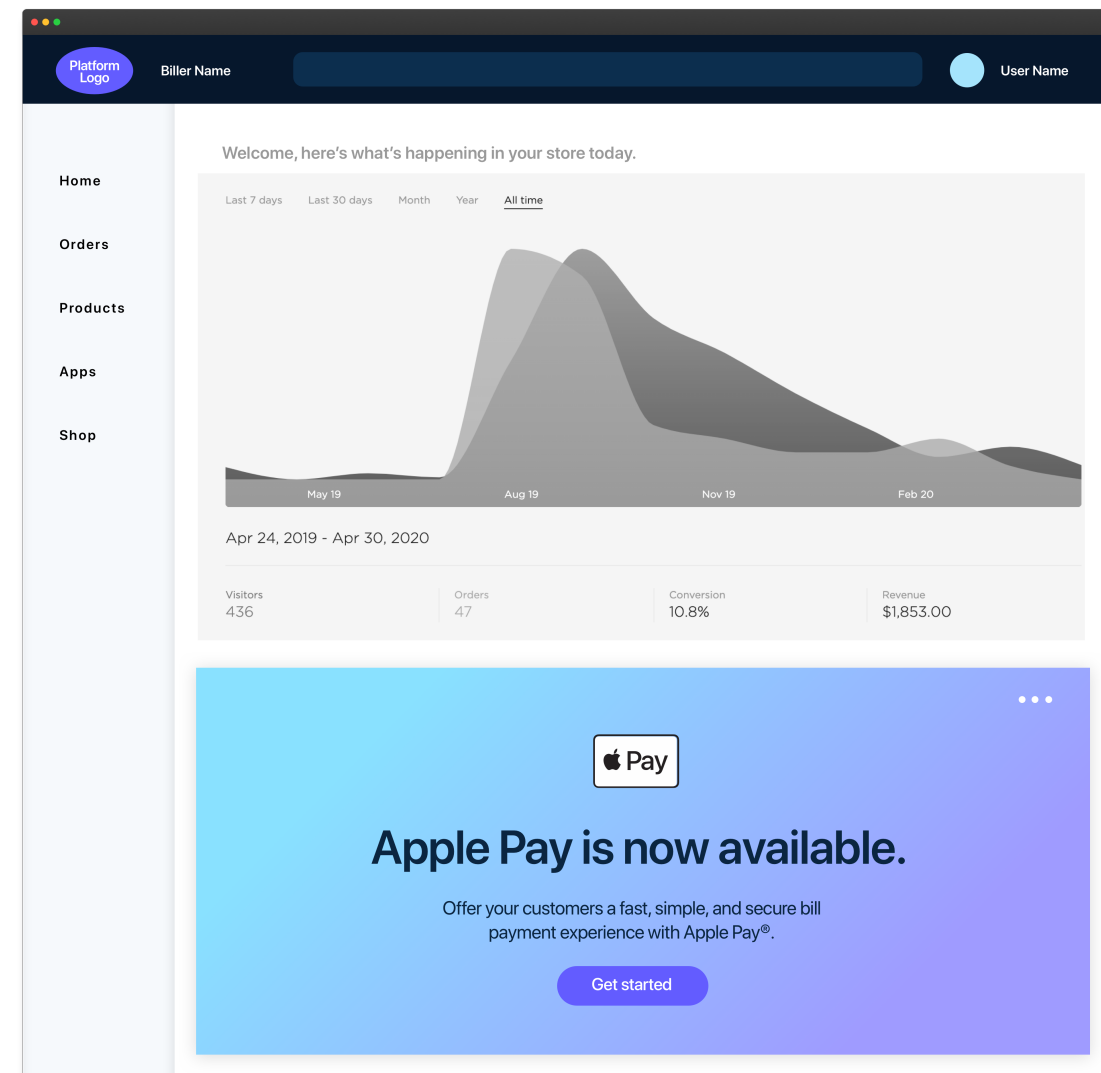 Platform
Logo
Biller Name
User Name
Home
Orders
Products
Apps
Shop
Welcome, here’s what’s happening in your store today.
Last 7 days Last 30 days Month Year All time
May 19 Aug 19 Nov 19 Feb 20
Apr 24, 2019 - Apr 30, 2020
Visitors Orders Conversion Revenue
436 47 10.8% $1,853.00
Pay
Apple Pay is now available.
Offer your customers a fast, simple, and secure bill
payment experience with Apple Pay®.
Get started